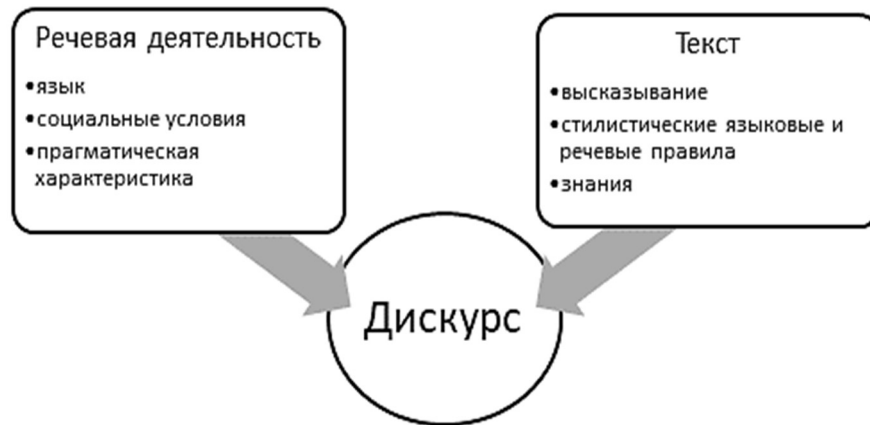 Речевая деятельность
•язык
•социальные условия
•прагматическая
характеристика
Текст
•высказывание
•стилистические языковые и
речевые правила
•знания
Дискурс